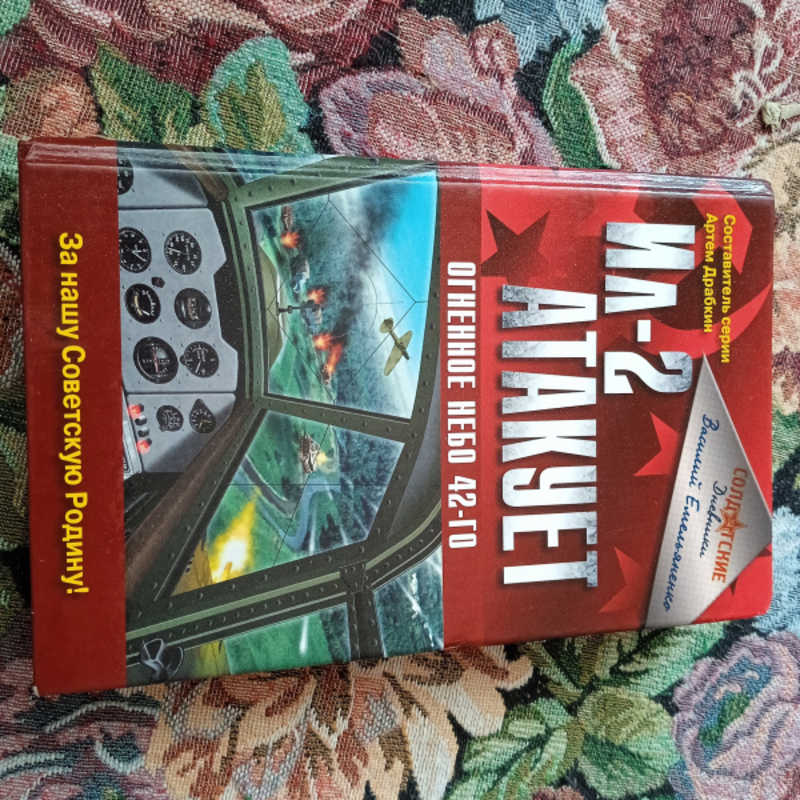 Составитель серии
Артем Драбкин
СОЛДАТСКИЕ
Дневники
Василий Емельяненко
ИЛ-2
АТАКУЕТ
ОГНЕННОЕ НЕБО 42-ГО
За нашу Советскую Родину!